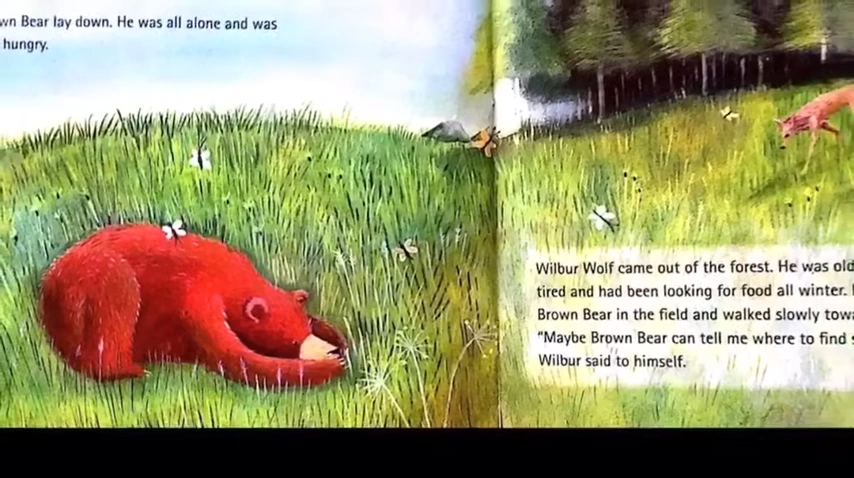 wn Bear lay down. He was all alone and was
hungry.
Wilbur Wolf came out of the forest. He was old
tired and had been looking for food all winter.
Brown Bear in the field and walked slowly towa
"Maybe Brown Bear can tell me where to find
Wilbur said to himself.